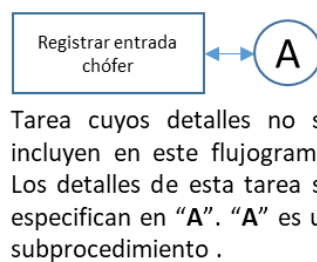 Registrar entrada
chófer
A
Tarea cuyos detalles no s
incluyen en este flujogram
Los detalles de esta tarea s
especifican en “A”. “A” es u
subprocedimiento .